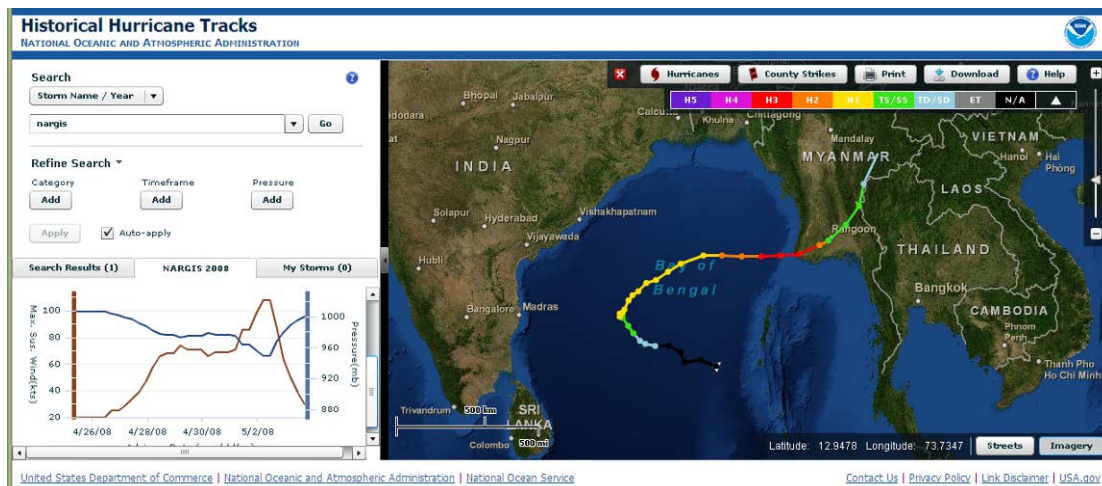 Historical Hurricane Tracks
NATIONAL OCEANIC AND ATMOSPHERIC ADMINISTRATION
Search
Storm Name / Year
nargis
Go
Refine Search
Category Timeframe Pressure
Add Add Add
Apply Auto-apply
Search Results (1) NARGIS 2008 My Storms (0)
Max. Sus. Wind(kts)
100
80
60
40
20
Pressure(mb)
1000
960
920
880
4/26/08 4/28/08 4/30/08 5/2/08
Hurricanes County Strikes Print Download Help
H5 H4 H3 H2 H1 TS/SS TD/SD ET N/A
Bhopal Jabalpur
Khulna Chittagong
Nagpur
Mandalay
VIETNAM
INDIA
MYANMAR
Hanoi Hai Phòng
LAOS
Solapur Hyderabad
Vishakhapatnam
Vijayawada
Rangoon
THAILAND
Hubli
Bay of Bengal
Bangkok
Bangalore Madras
CAMBODIA
Phnom Penh
Thanh Pho Ho Chi Minh
Trivandrum
500 km
SRI LANKA
500 mi
Colombo
Latitude: 12.9478 Longitude: 73.7347 Streets Imagery
United States Department of Commerce | National Oceanic and Atmospheric Administration | National Ocean Service
Contact Us | Privacy Policy | Link Disclaimer | USA.gov